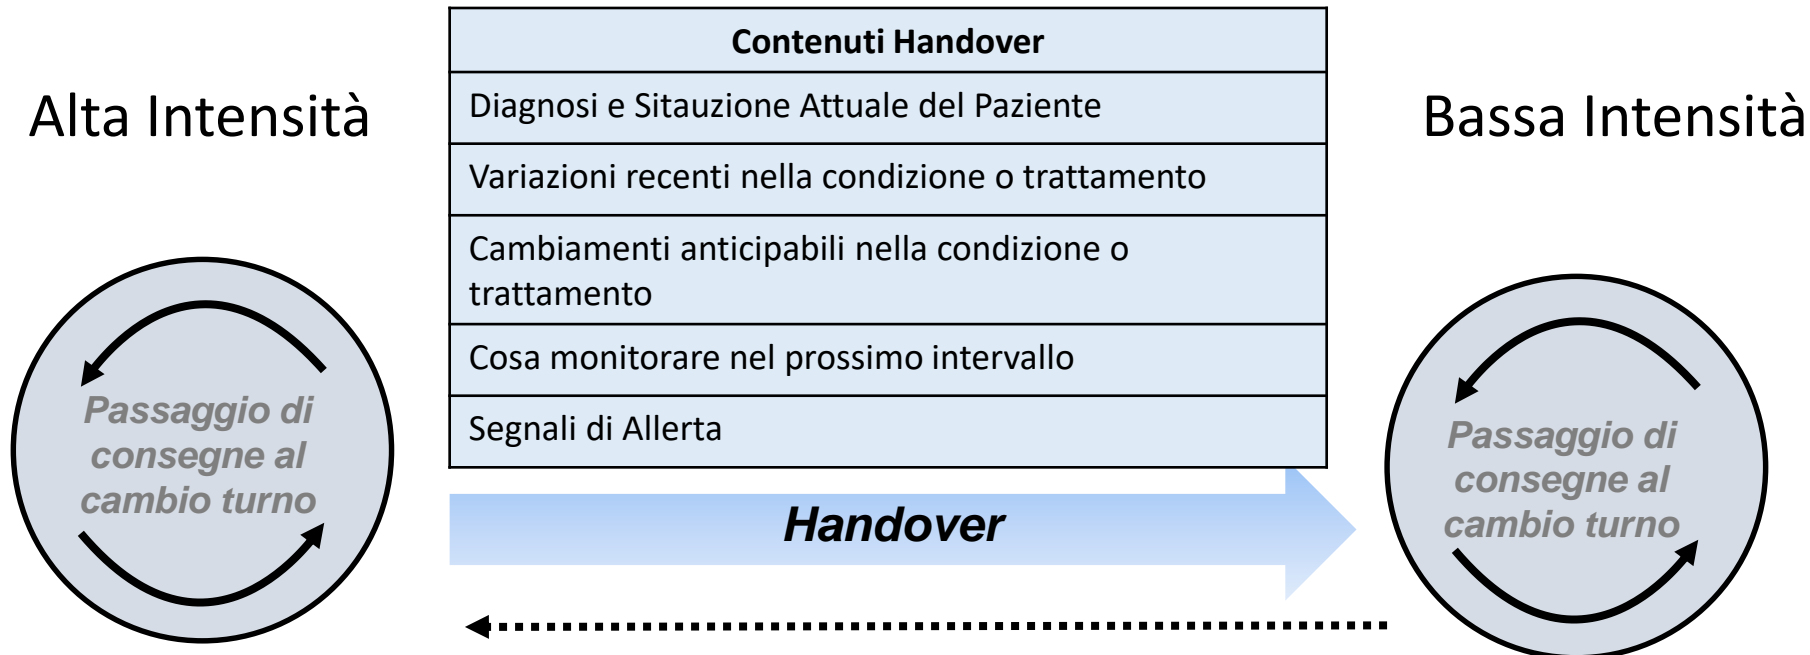 Contenuti Handover
Alta Intensità
Diagnosi e Sitauzione Attuale del Paziente
Bassa Intensità
Variazioni recenti nella condizione o trattamento
Cambiamenti anticipabili nella condizione o
trattamento
Cosa monitorare nel prossimo intervallo
Segnali di Allerta
Passaggio di
consegne al
cambio turno
Handover
Passaggio di
consegne al
cambio turno